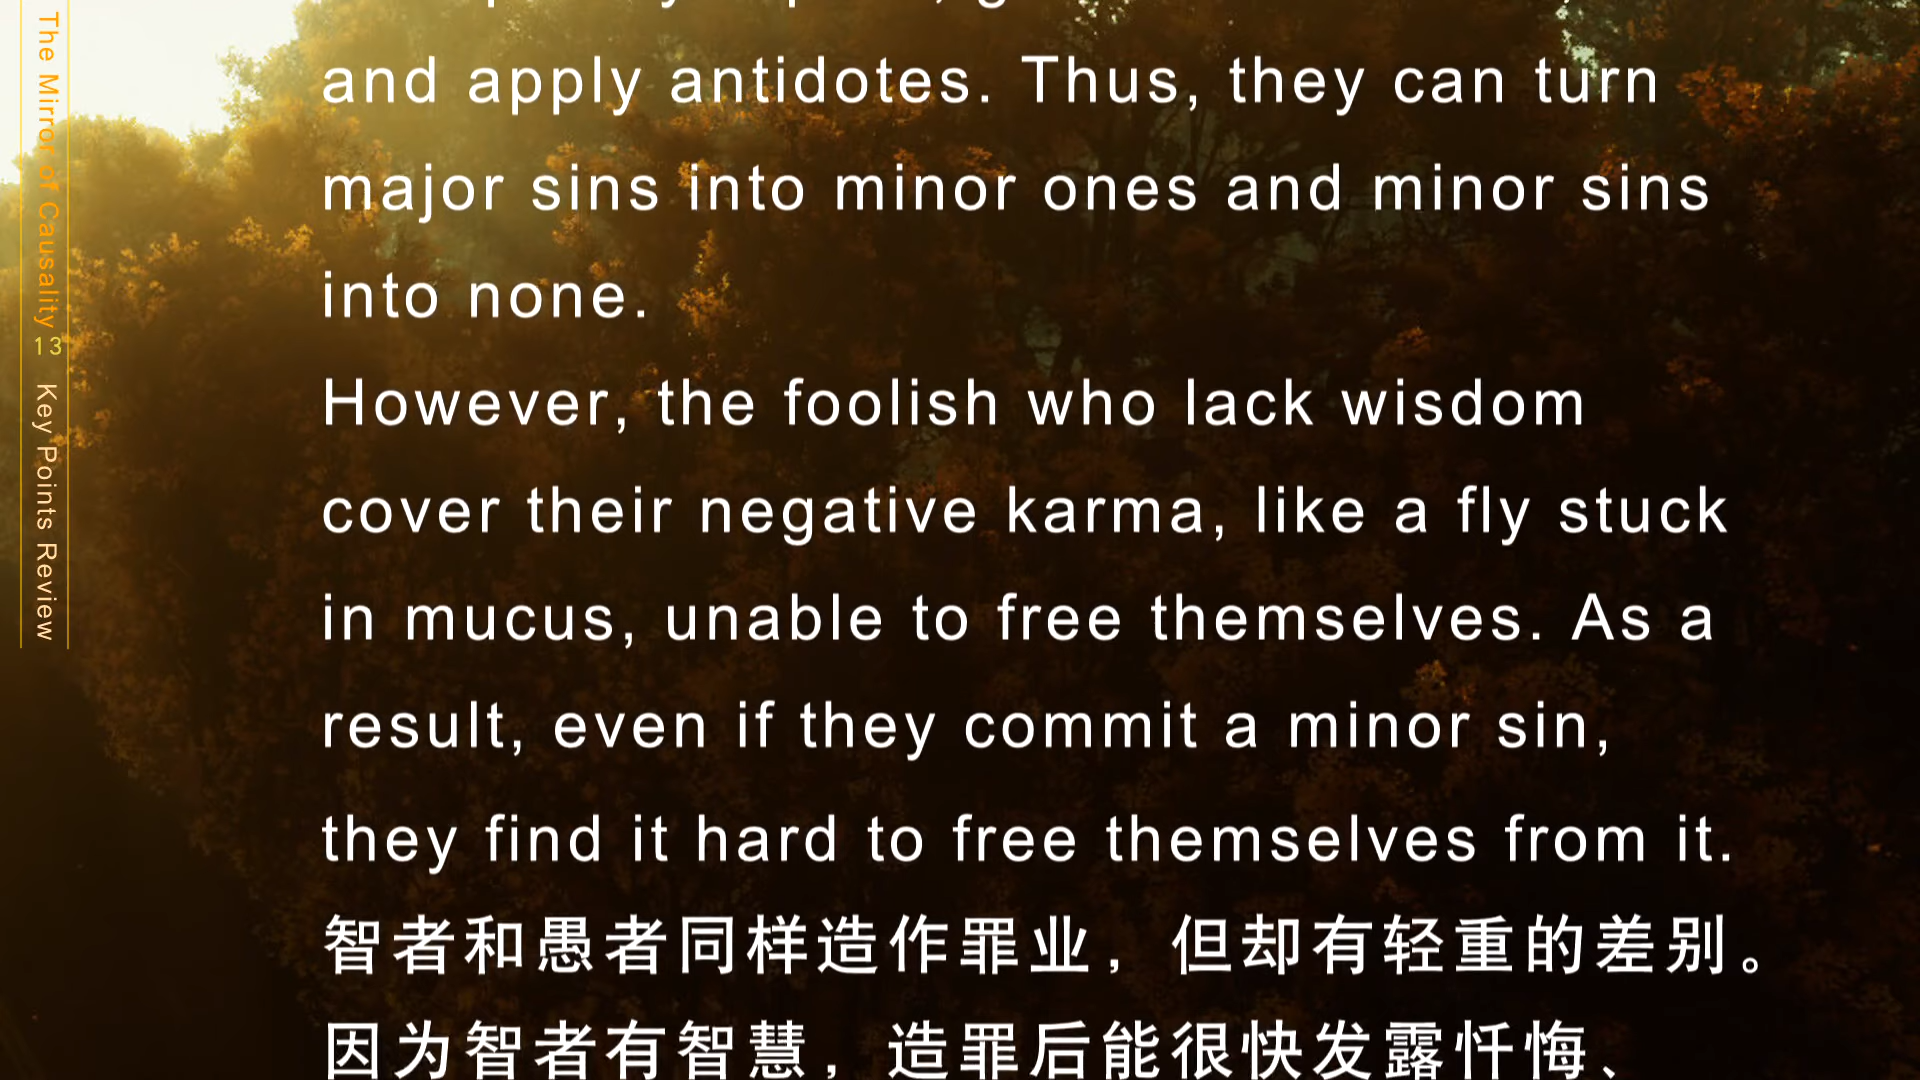 The Mirror of Causality 13 Key Points Review
and apply antidotes. Thus, they can turn
major sins into minor ones and minor sins
into none.
However, the foolish who lack wisdom
cover their negative karma, like a fly stuck
in mucus, unable to free themselves. As a
result, even if they commit a minor sin,
they find it hard to free themselves from it.
智者和愚者同样造作罪业，但却有轻重的差别。
因为智者有智慧，造罪后能很快发露忏悔、